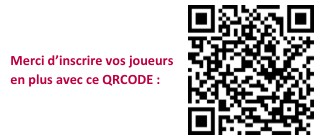 Merci d’inscrire vos joueurs
en plus avec ce QRCODE :